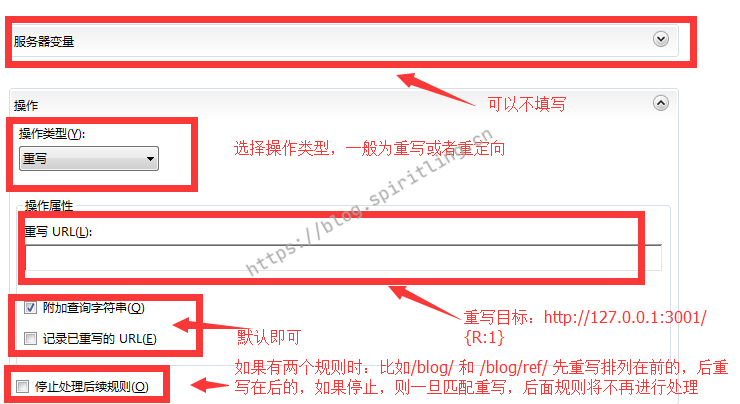 服务器变量
可以不填写
操作
操作类型(Y):
重写
选择操作类型，一般为重写或者重定向
操作属性
重写 URL(L):
https://blog.spiritling.cn
重写目标：http://127.0.0.1:3001/
{R:1}
附加查询字符串(Q)
记录已重写的 URL(E)
默认即可
如果有两个规则时：比如/blog/ 和 /blog/ref/ 先重写排列在前的，后重
写在后的，如果停止，则一旦匹配重写，后面规则将不再进行处理
停止处理后续规则(O)